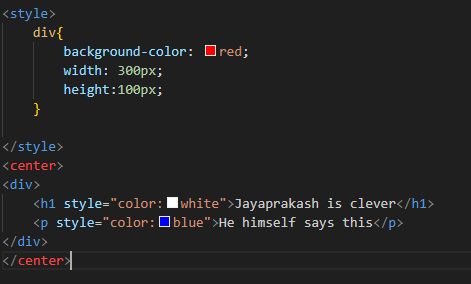 <style>
    div{
        background-color: red;
        width: 300px;
        height:100px;
    }

</style>
<center>
<div>
    <h1 style="color:white">Jayaprakash is clever</h1>
    <p style="color:blue">He himself says this</p>
</div>
</center>